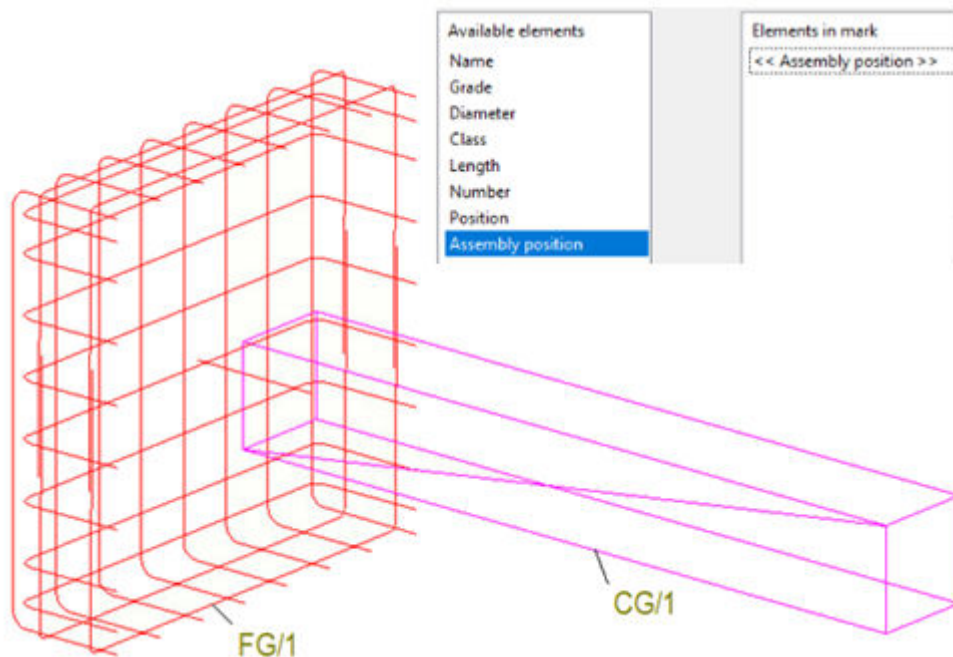 Available elements
Name
Grade
Diameter
Class
Length
Number
Position
Assembly position
Elements in mark
<< Assembly position >>
FG/1
CG/1